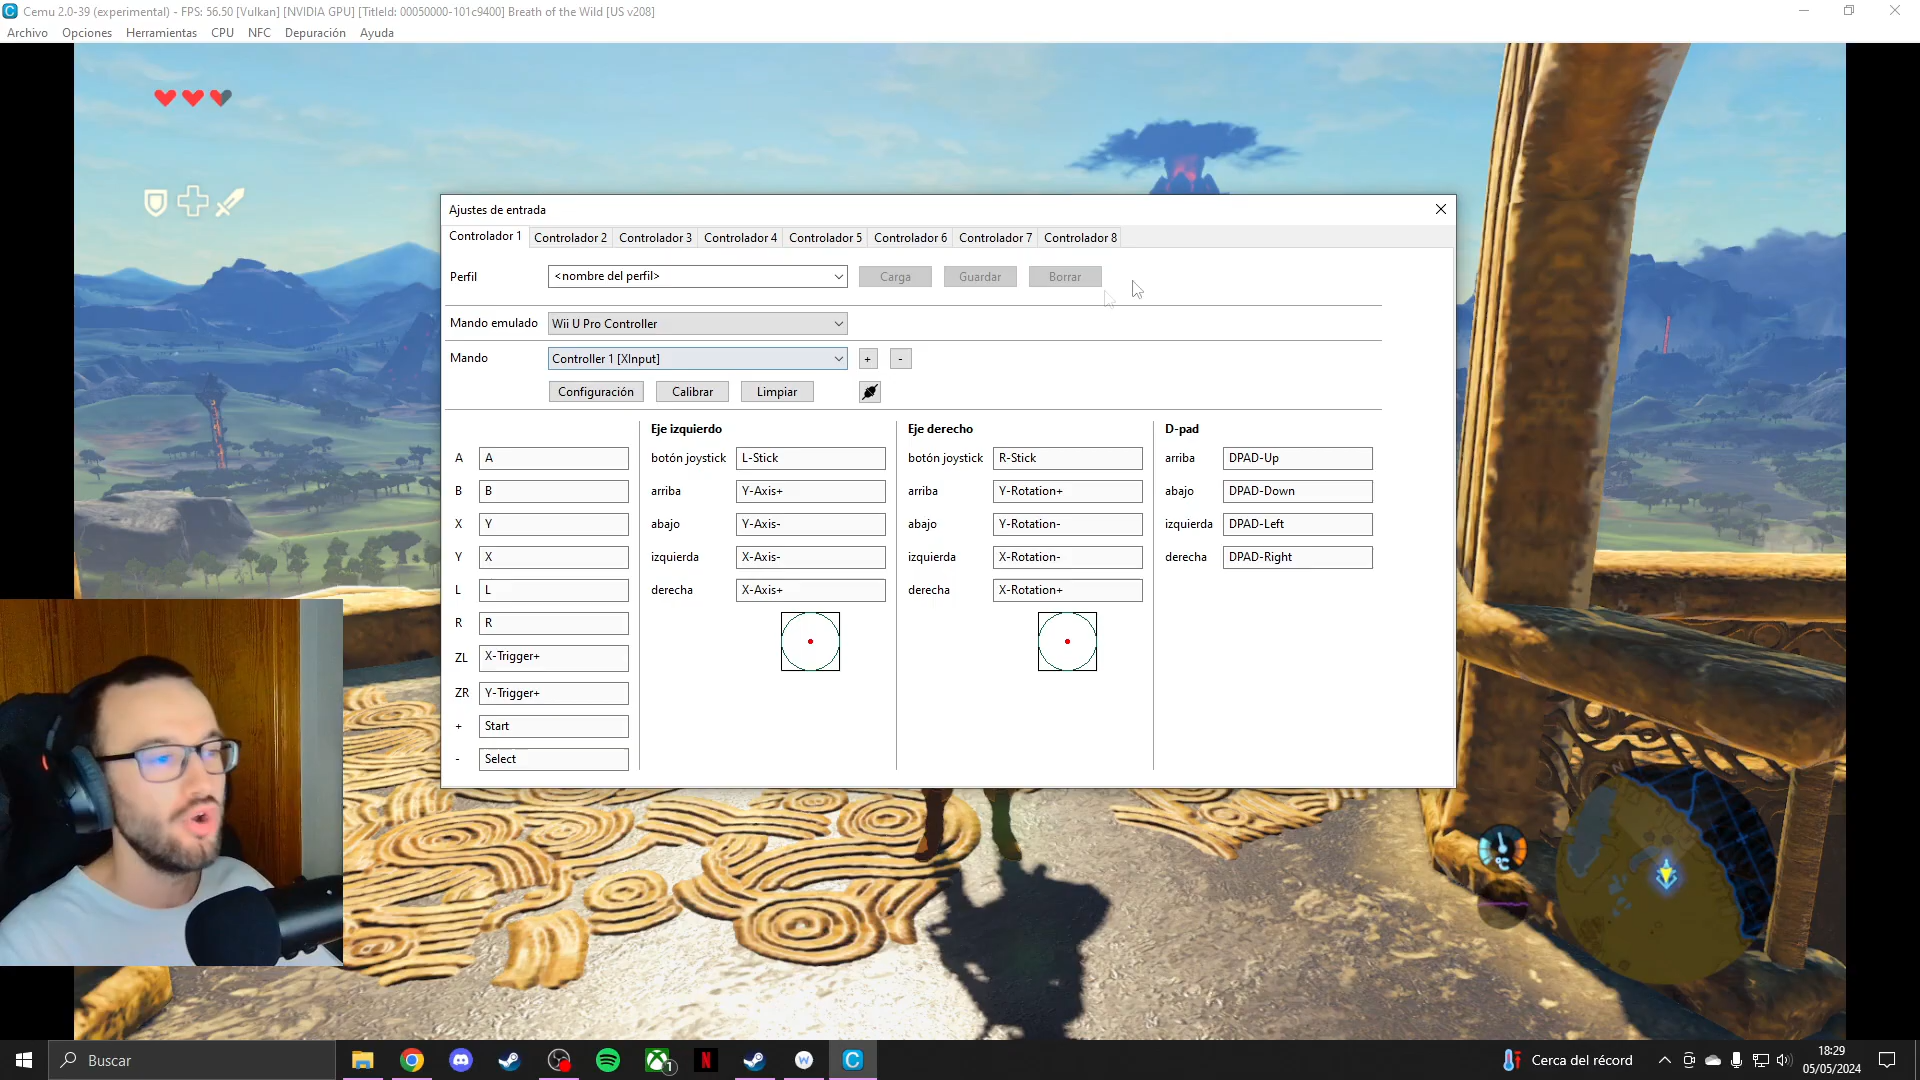 Cemu 2.0-39 (experimental) - FPS: 56.50 [Vulkan] [NVIDIA GPU] [TitleId: 00050000-101c9400] Breath of the Wild [US v208]
Archivo Opciones Herramientas CPU NFC Depuración Ayuda
Ajustes de entrada
Controlador 1 Controlador 2 Controlador 3 Controlador 4 Controlador 5 Controlador 6 Controlador 7 Controlador 8
Perfil <nombre del perfil> Carga Guardar Borrar
Mando emulado Wii U Pro Controller
Mando Controller 1 [XInput] + -
Configuración Calibrar Limpiar
Eje izquierdo Eje derecho D-pad
A A botón joystick L-Stick botón joystick R-Stick arriba DPAD-Up
B B arriba Y-Axis+ arriba Y-Rotation+ abajo DPAD-Down
X Y abajo Y-Axis- abajo Y-Rotation- izquierda DPAD-Left
Y X izquierda X-Axis- izquierda X-Rotation- derecha DPAD-Right
L L derecha X-Axis+ derecha X-Rotation+
R R
ZL X-Trigger+
ZR Y-Trigger+
+ Start
- Select
°C
Buscar 1 Cerca del récord 18:29
05/05/2024